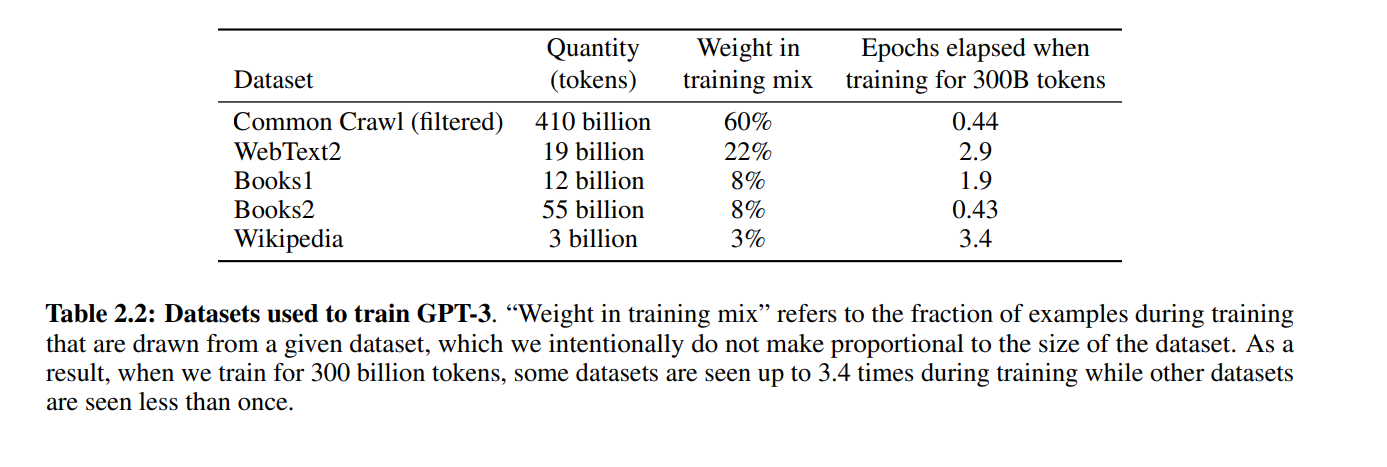 Quantity Weight in Epochs elapsed when
Dataset (tokens) training mix training for 300B tokens
Common Crawl (filtered) 410 billion 60% 0.44
WebText2 19 billion 22% 2.9
Books1 12 billion 8% 1.9
Books2 55 billion 8% 0.43
Wikipedia 3 billion 3% 3.4
Table 2.2: Datasets used to train GPT-3. “Weight in training mix” refers to the fraction of examples during training
that are drawn from a given dataset, which we intentionally do not make proportional to the size of the dataset. As a
result, when we train for 300 billion tokens, some datasets are seen up to 3.4 times during training while other datasets
are seen less than once.